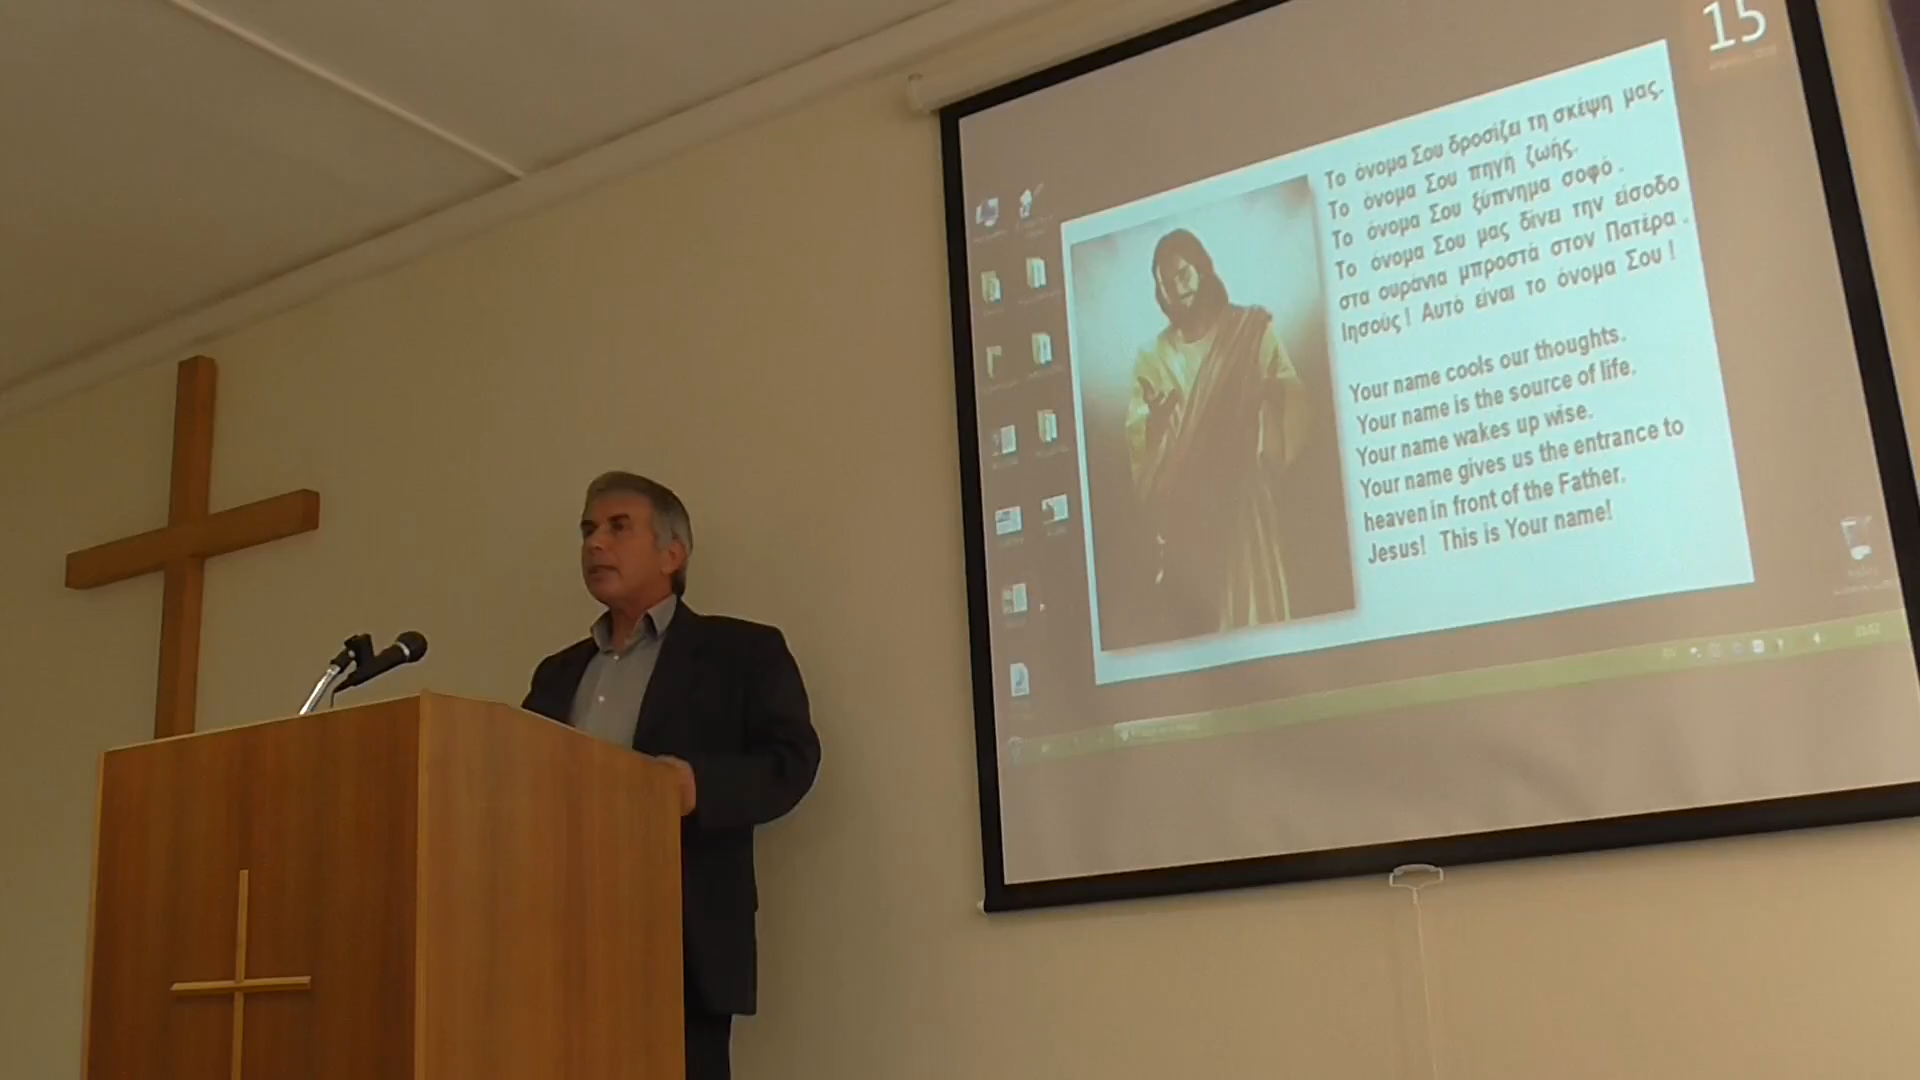 15
Το όνομα Σου δροσίζει τη σκέψη μας.
Το όνομα Σου πηγή ζωής.
Το όνομα Σου ξύπνημα σοφό.
Το όνομα Σου μας δίνει την είσοδο
στα ουράνια μπροστά στον Πατέρα.
Ιησούς! Αυτό είναι το όνομα Σου!
Your name cools our thoughts.
Your name is the source of life.
Your name wakes up wise.
Your name gives us the entrance to
heaven in front of the Father.
Jesus! This is Your name!